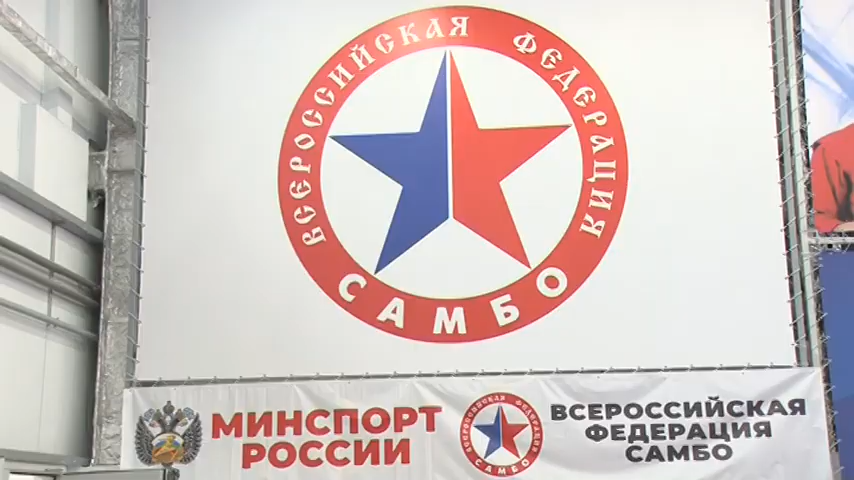 ВСЕРОССИЙСКАЯ ФЕДЕРАЦИЯ
САМБО
МИНСПОРТ
РОССИИ
ВСЕРОССИЙСКАЯ ФЕДЕРАЦИЯ
САМБО
ВСЕРОССИЙСКАЯ
ФЕДЕРАЦИЯ
САМБО